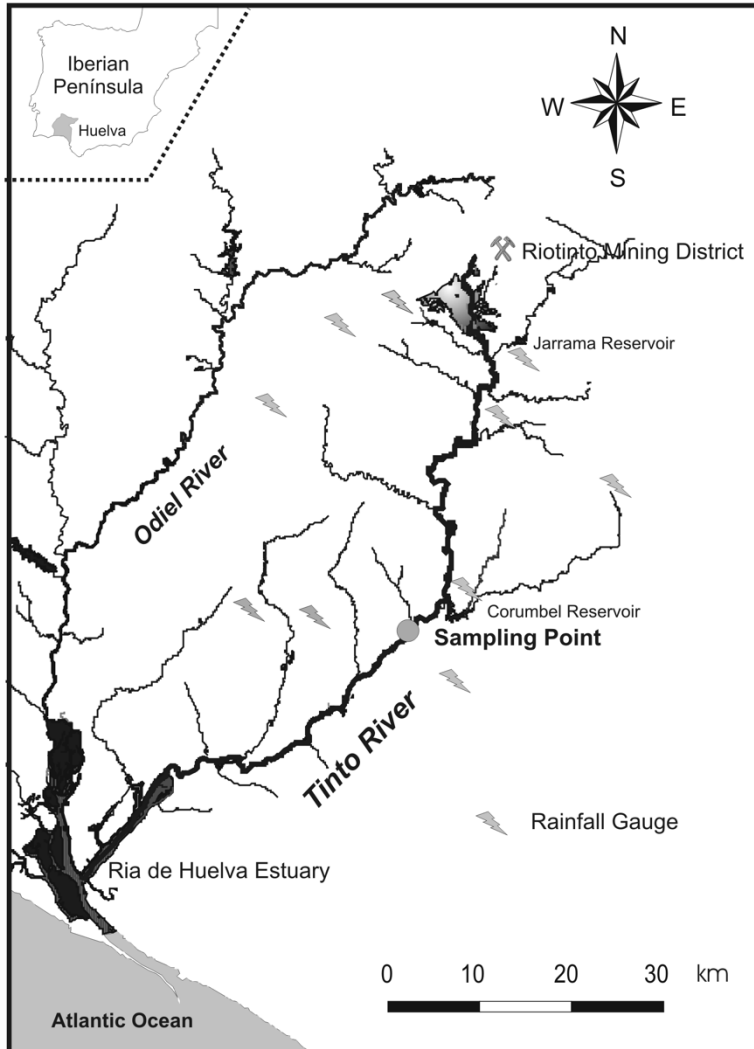 Iberian
Península
Huelva
N
W E
S
Riotinto Mining District
Jarrama Reservoir
Odiel River
Corumbel Reservoir
Sampling Point
Tinto River
Rainfall Gauge
Ria de Huelva Estuary
0 10 20 30 km
Atlantic Ocean